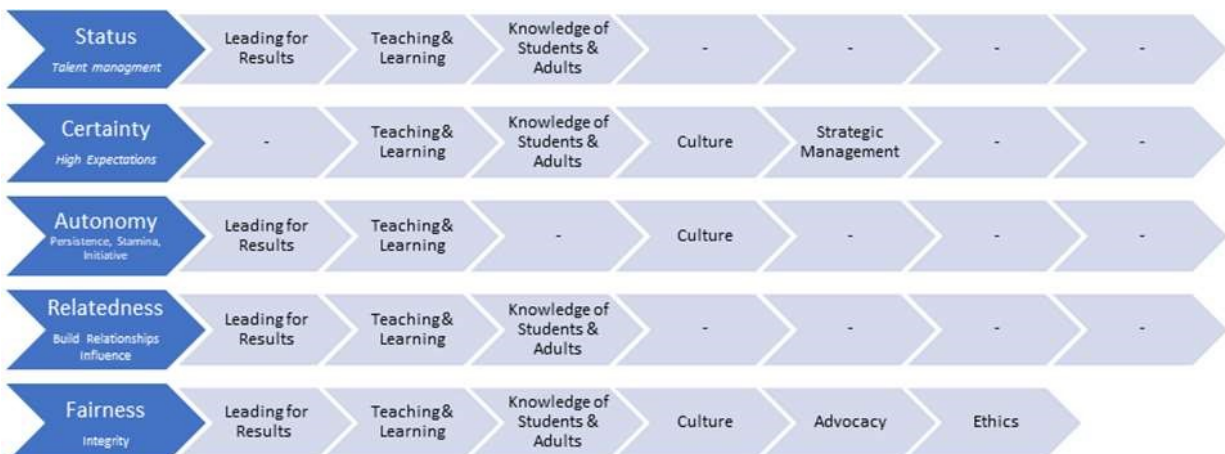 Status
Talent managment
Leading for
Results
Teaching &
Learning
Knowledge of
Students &
Adults
-
-
-
-
Certainty
High Expectations
-
Teaching &
Learning
Knowledge of
Students &
Adults
Culture
Strategic
Management
-
-
Autonomy
Persistence, Stamina,
Initiative
Leading for
Results
Teaching &
Learning
-
Culture
-
-
-
Relatedness
Build Relationships
Influence
Leading for
Results
Teaching &
Learning
Knowledge of
Students &
Adults
-
-
-
-
Fairness
Integrity
Leading for
Results
Teaching &
Learning
Knowledge of
Students &
Adults
Culture
Advocacy
Ethics